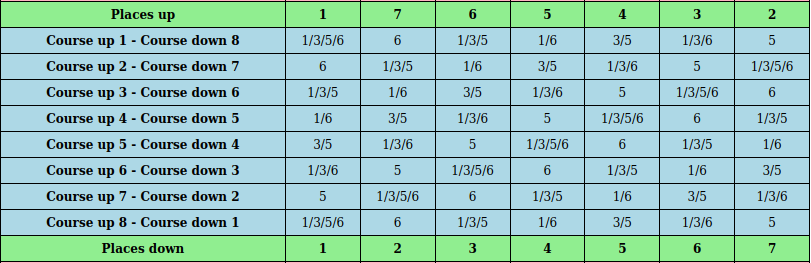 Places up 1 7 6 5 4 3 2
Course up 1 - Course down 8 1/3/5/6 6 1/3/5 1/6 3/5 1/3/6 5
Course up 2 - Course down 7 6 1/3/5 1/6 3/5 1/3/6 5 1/3/5/6
Course up 3 - Course down 6 1/3/5 1/6 3/5 1/3/6 5 1/3/5/6 6
Course up 4 - Course down 5 1/6 3/5 1/3/6 5 1/3/5/6 6 1/3/5
Course up 5 - Course down 4 3/5 1/3/6 5 1/3/5/6 6 1/3/5 1/6
Course up 6 - Course down 3 1/3/6 5 1/3/5/6 6 1/3/5 1/6 3/5
Course up 7 - Course down 2 5 1/3/5/6 6 1/3/5 1/6 3/5 1/3/6
Course up 8 - Course down 1 1/3/5/6 6 1/3/5 1/6 3/5 1/3/6 5
Places down 1 2 3 4 5 6 7